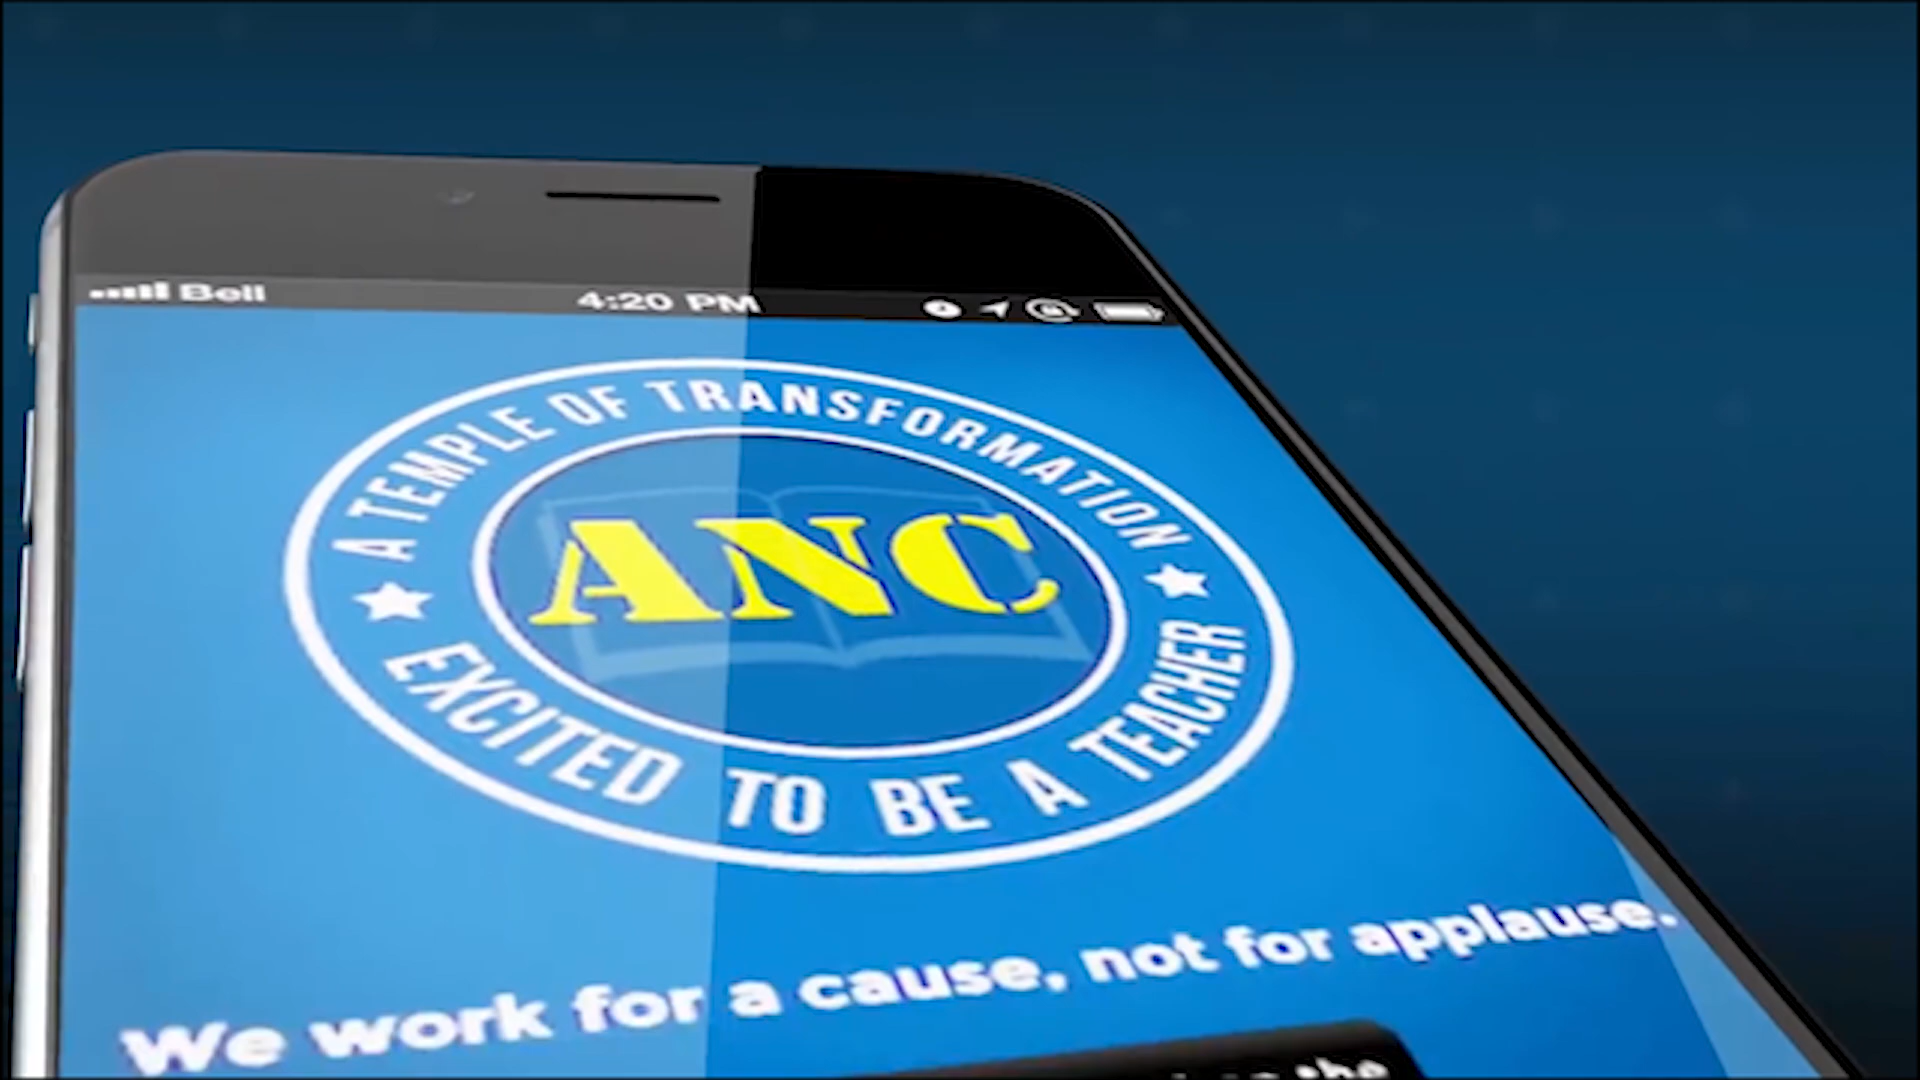 Bell 4:20 PM
A TEMPLE OF TRANSFORMATION
ANC
EXCITED TO BE A TEACHER
We work for a cause, not for applause.
the